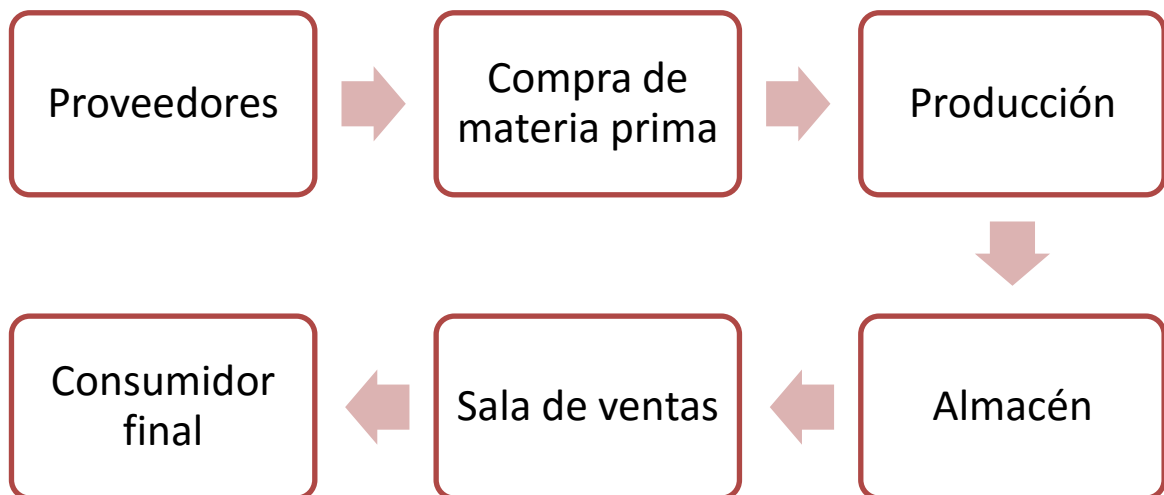 Proveedores
Compra de
materia prima
Producción
Almacén
Sala de ventas
Consumidor
final